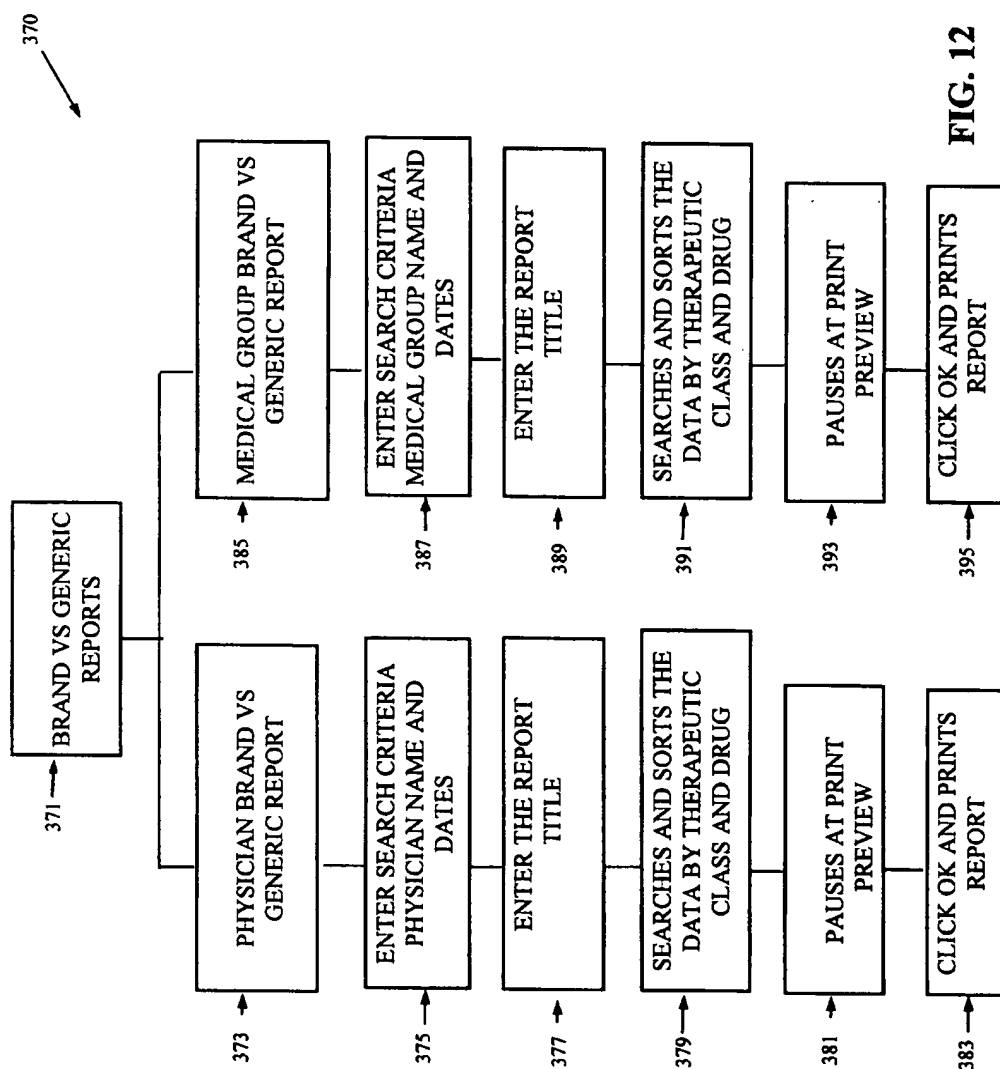 370
371
BRAND VS GENERIC
REPORTS
373
PHYSICIAN BRAND VS
GENERIC REPORT
375
ENTER SEARCH CRITERIA
PHYSICIAN NAME AND
DATES
377
ENTER THE REPORT
TITLE
379
SEARCHES AND SORTS THE
DATA BY THERAPEUTIC
CLASS AND DRUG
381
PAUSES AT PRINT
PREVIEW
383
CLICK OK AND PRINTS
REPORT
385
MEDICAL GROUP BRAND VS
GENERIC REPORT
387
ENTER SEARCH CRITERIA
MEDICAL GROUP NAME AND
DATES
389
ENTER THE REPORT
TITLE
391
SEARCHES AND SORTS THE
DATA BY THERAPEUTIC
CLASS AND DRUG
393
PAUSES AT PRINT
PREVIEW
395
CLICK OK AND PRINTS
REPORT
FIG. 12